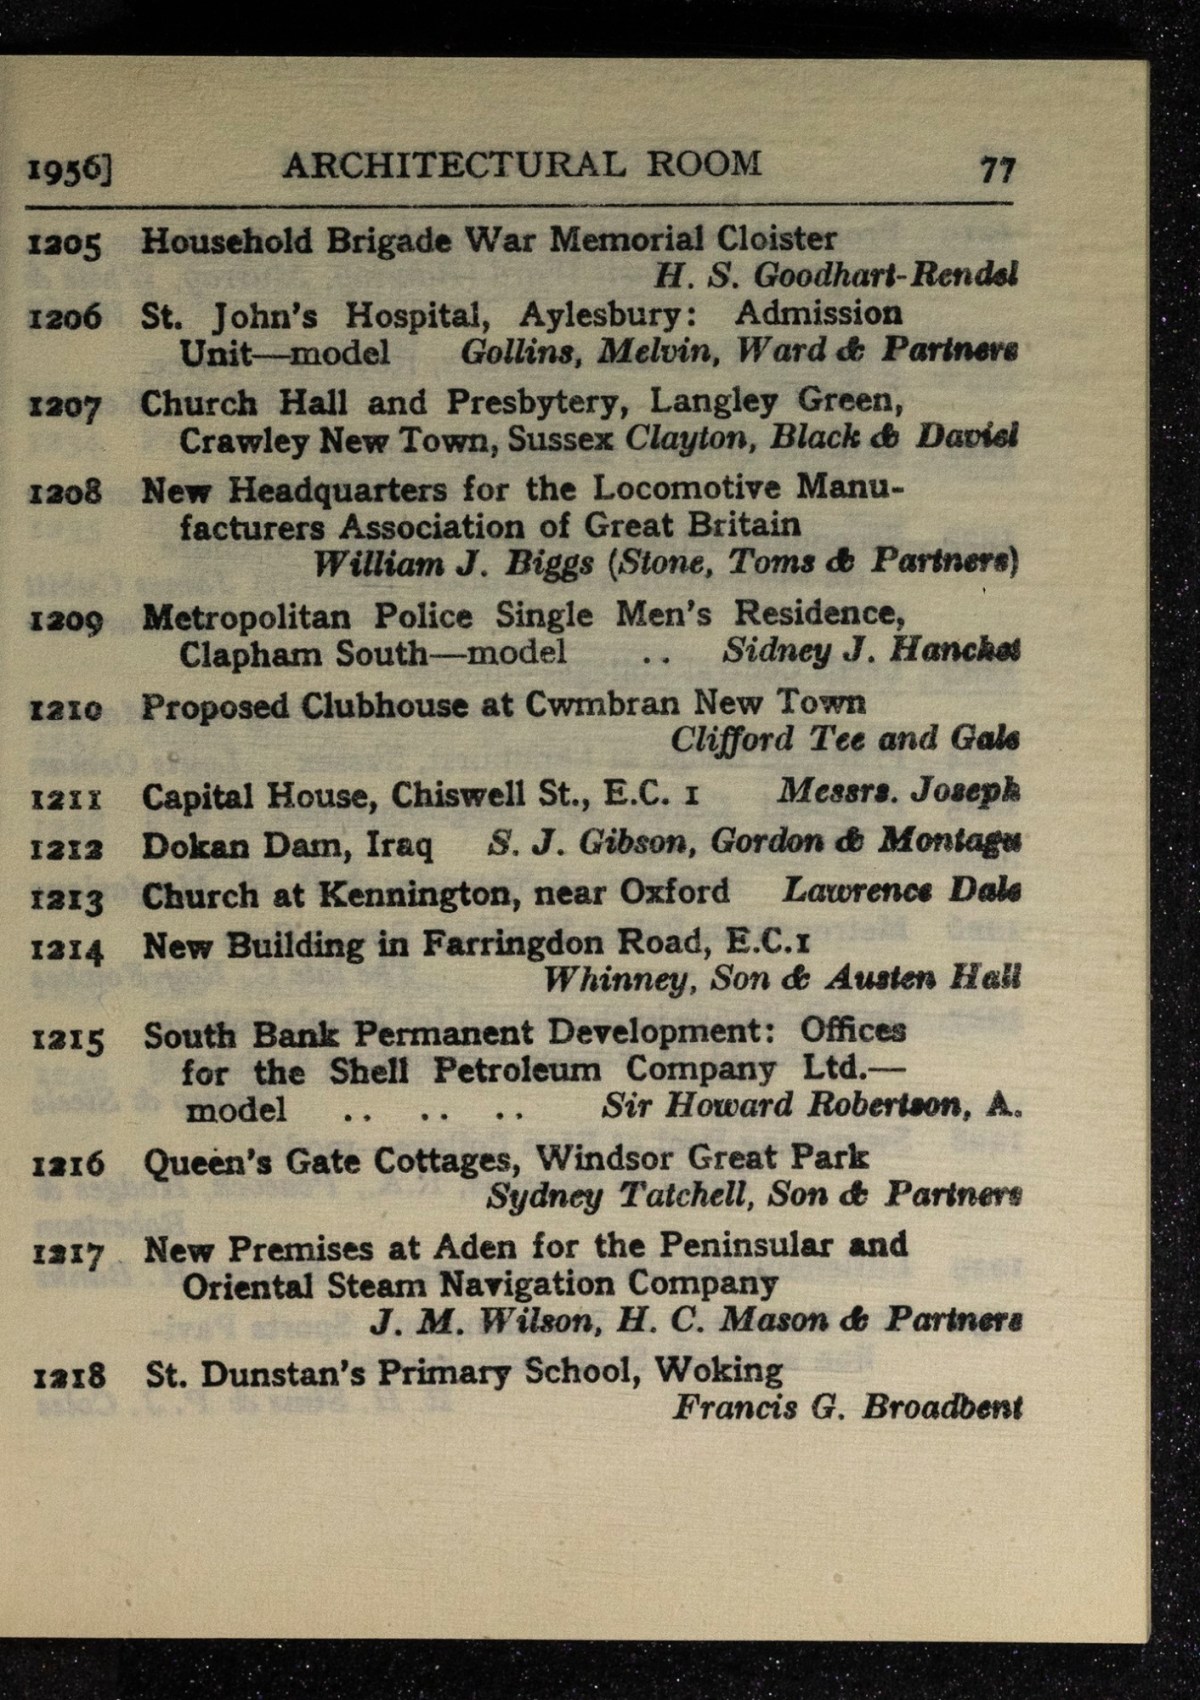 1956] ARCHITECTURAL ROOM 77
1205 Household Brigade War Memorial Cloister
H. S. Goodhart-Rendel
1206 St. John's Hospital, Aylesbury: Admission
Unit—model Gollins, Melvin, Ward & Partners
1207 Church Hall and Presbytery, Langley Green,
Crawley New Town, Sussex Clayton, Black & Daviel
1208 New Headquarters for the Locomotive Manu-
facturers Association of Great Britain
William J. Biggs (Stone, Toms & Partners)
1209 Metropolitan Police Single Men's Residence,
Clapham South—model .. Sidney J. Hanchet
1210 Proposed Clubhouse at Cwmbran New Town
Clifford Tee and Gale
1211 Capital House, Chiswell St., E.C. 1 Messrs. Joseph
1212 Dokan Dam, Iraq S. J. Gibson, Gordon & Montagu
1213 Church at Kennington, near Oxford Lawrence Dale
1214 New Building in Farringdon Road, E.C.1
Whinney, Son & Austen Hall
1215 South Bank Permanent Development: Offices
for the Shell Petroleum Company Ltd.—
model .. .. .. Sir Howard Robertson, A.
1216 Queen's Gate Cottages, Windsor Great Park
Sydney Tatchell, Son & Partners
1217 New Premises at Aden for the Peninsular and
Oriental Steam Navigation Company
J. M. Wilson, H. C. Mason & Partners
1218 St. Dunstan's Primary School, Woking
Francis G. Broadbent